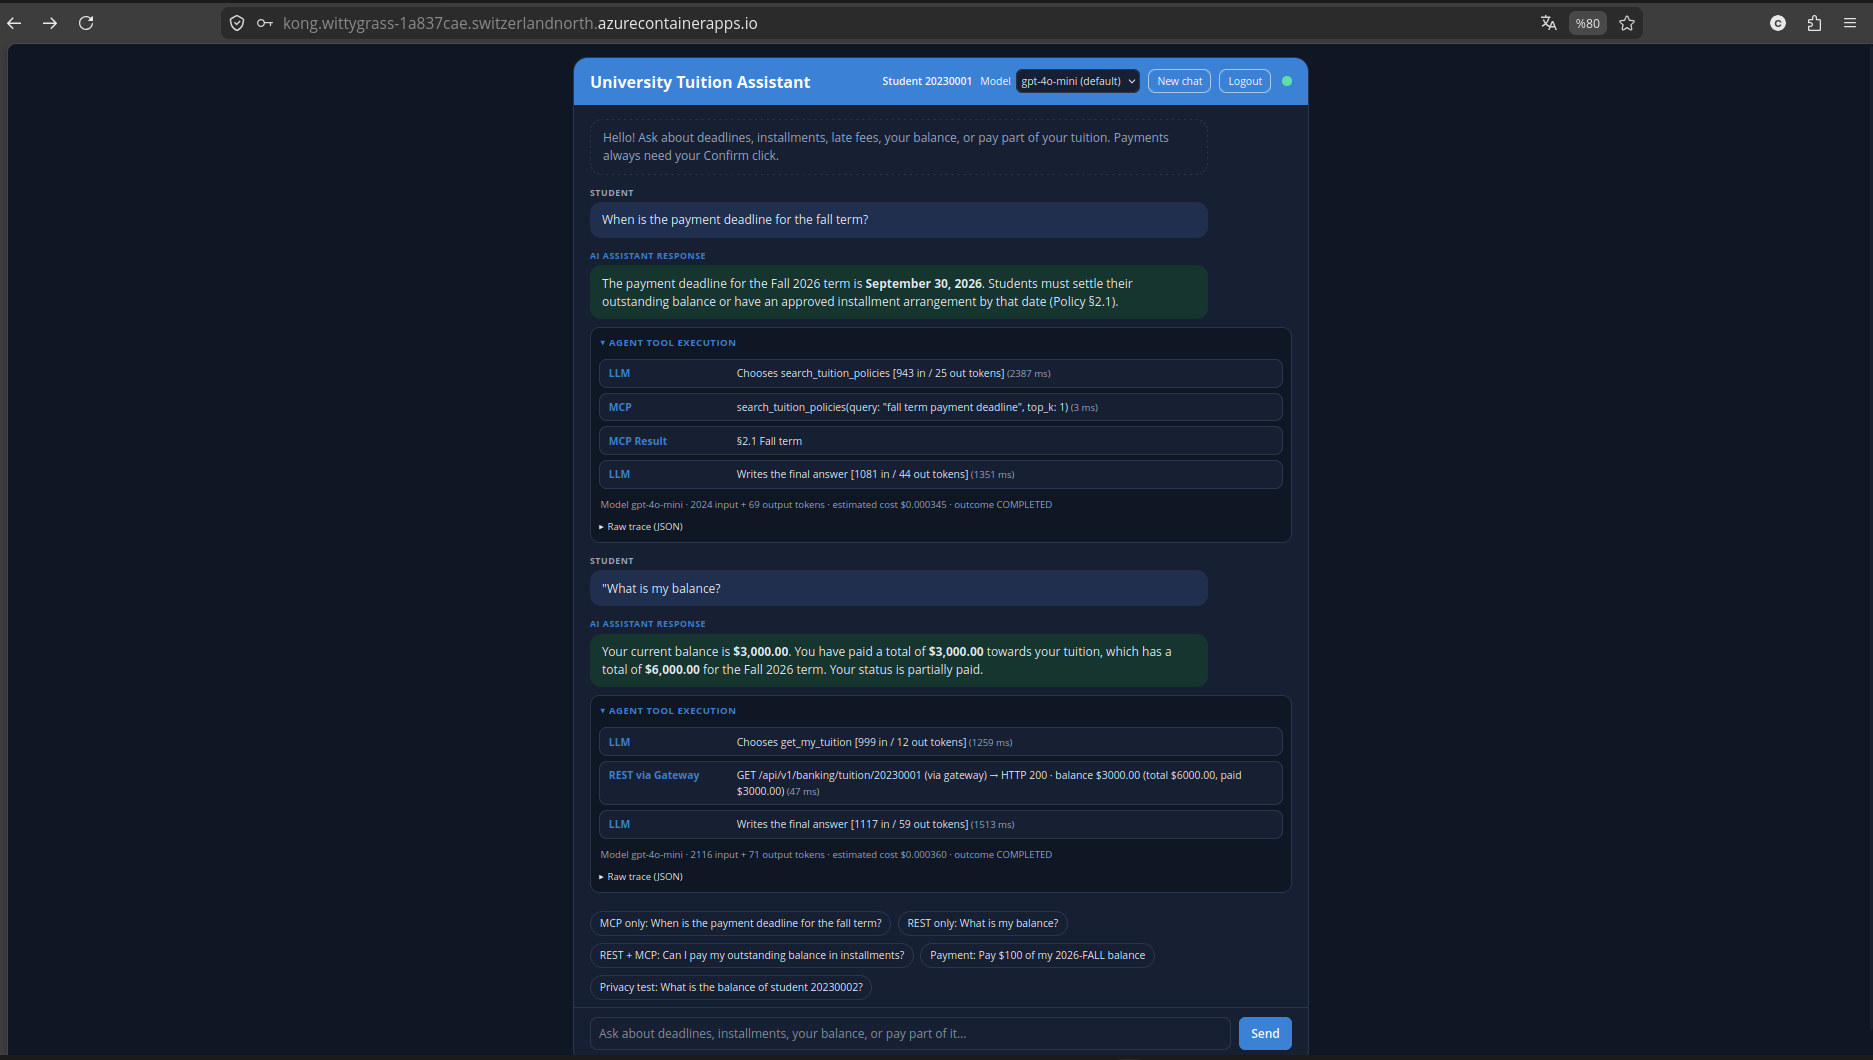 kong.wittygrass-1a837cae.switzerlandnorth.azurecontainerapps.io
%80
C
University Tuition Assistant
Student 20230001
Model
gpt-4o-mini (default)
New chat
Logout
Hello! Ask about deadlines, installments, late fees, your balance, or pay part of your tuition. Payments
always need your Confirm click.
STUDENT
When is the payment deadline for the fall term?
AI ASSISTANT RESPONSE
The payment deadline for the Fall 2026 term is September 30, 2026. Students must settle their
outstanding balance or have an approved installment arrangement by that date (Policy §2.1).
▾ AGENT TOOL EXECUTION
LLM Chooses search_tuition_policies [943 in / 25 out tokens] (2387 ms)
MCP search_tuition_policies(query: "fall term payment deadline", top_k: 1) (3 ms)
MCP Result §2.1 Fall term
LLM Writes the final answer [1081 in / 44 out tokens] (1351 ms)
Model gpt-4o-mini · 2024 input + 69 output tokens · estimated cost $0.000345 · outcome COMPLETED
▸ Raw trace (JSON)
STUDENT
"What is my balance?
AI ASSISTANT RESPONSE
Your current balance is $3,000.00. You have paid a total of $3,000.00 towards your tuition, which has a
total of $6,000.00 for the Fall 2026 term. Your status is partially paid.
▾ AGENT TOOL EXECUTION
LLM Chooses get_my_tuition [999 in / 12 out tokens] (1259 ms)
REST via Gateway GET /api/v1/banking/tuition/20230001 (via gateway) → HTTP 200 · balance $3000.00 (total $6000.00, paid
$3000.00) (47 ms)
LLM Writes the final answer [1117 in / 59 out tokens] (1513 ms)
Model gpt-4o-mini · 2116 input + 71 output tokens · estimated cost $0.000360 · outcome COMPLETED
▸ Raw trace (JSON)
MCP only: When is the payment deadline for the fall term?
REST only: What is my balance?
REST + MCP: Can I pay my outstanding balance in installments?
Payment: Pay $100 of my 2026-FALL balance
Privacy test: What is the balance of student 20230002?
Ask about deadlines, installments, your balance, or pay part of it...
Send